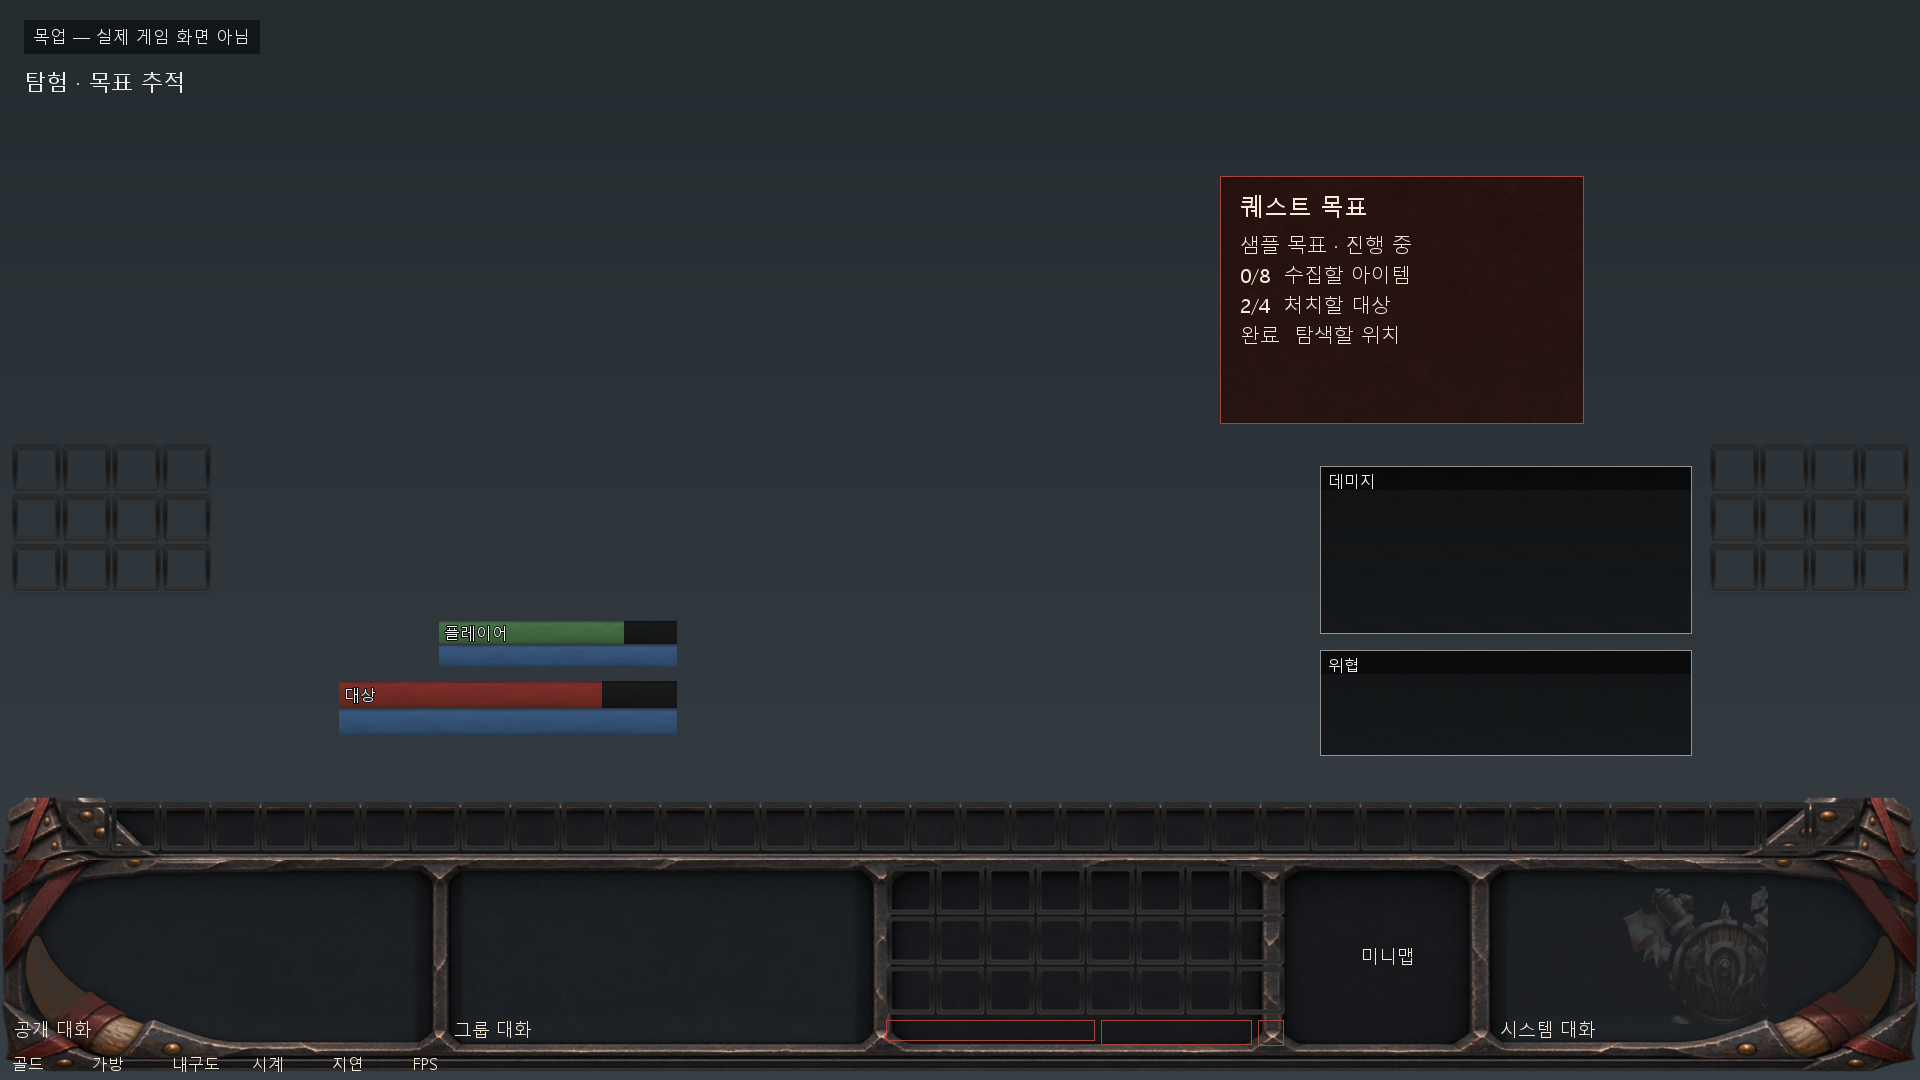 목업 — 실제 게임 화면 아님
탐험 · 목표 추적
퀘스트 목표
샘플 목표 · 진행 중
0/8 수집할 아이템
2/4 처치할 대상
완료 탐색할 위치
데미지
플레이어
위협
대상
미니맵
공개 대화
그룹 대화
시스템 대화
골드 가방 내구도 시계 지연 FPS